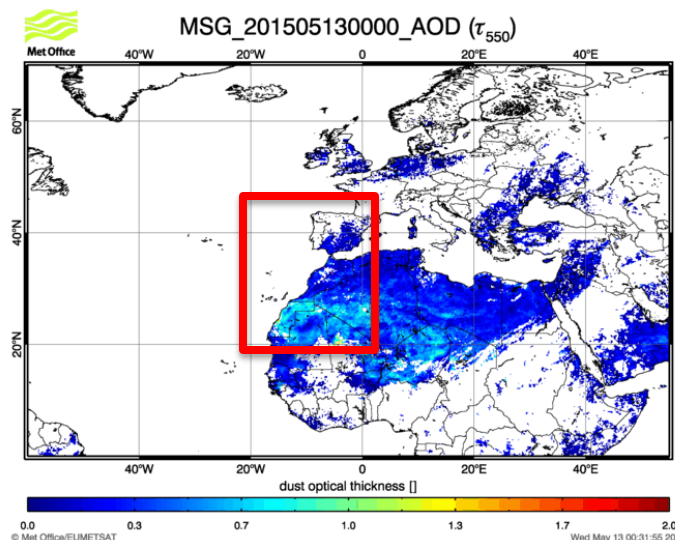 MSG_201505130000_AOD (τ550)
Met Office
40°W 20°W 0 20°E 40°E
60°N
40°N
20°N
40°W 20°W 0 20°E 40°E
dust optical thickness []
0.0 0.3 0.7 1.0 1.3 1.7 2.0
© Met Office/EUMETSAT
Wed May 13 00:31:55 20